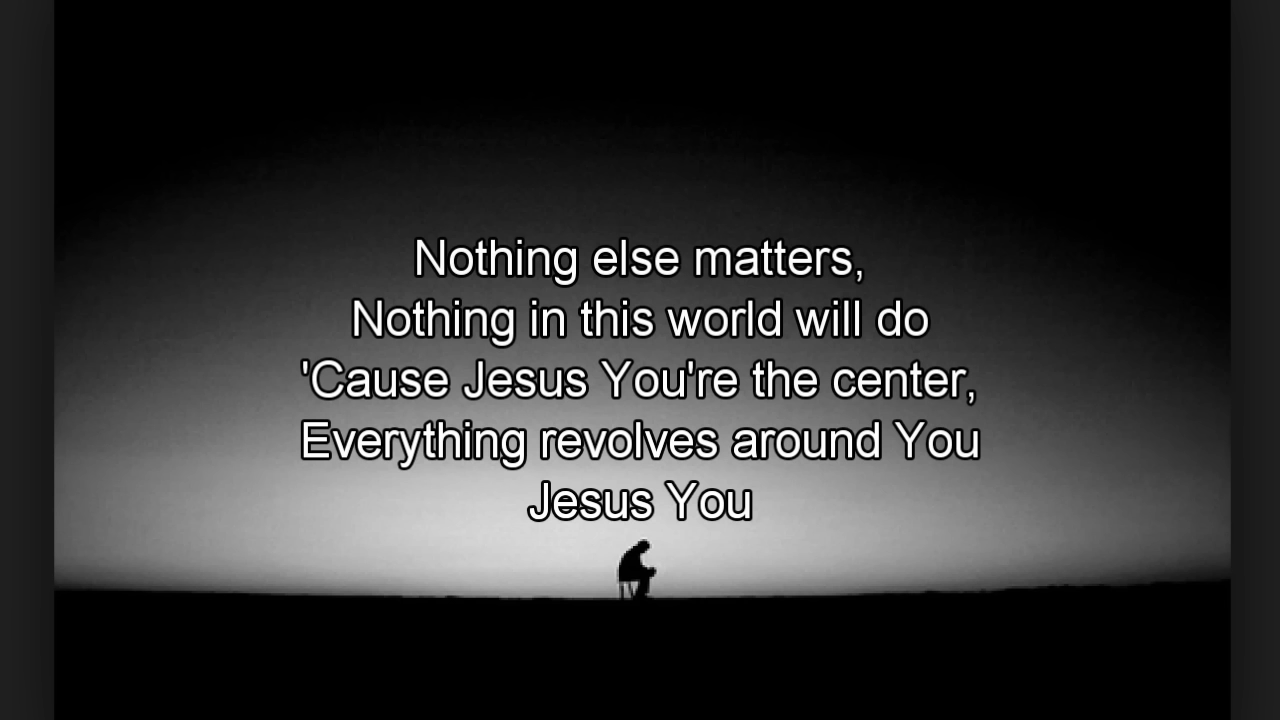 Nothing else matters,
Nothing in this world will do
'Cause Jesus You're the center,
Everything revolves around You
Jesus You